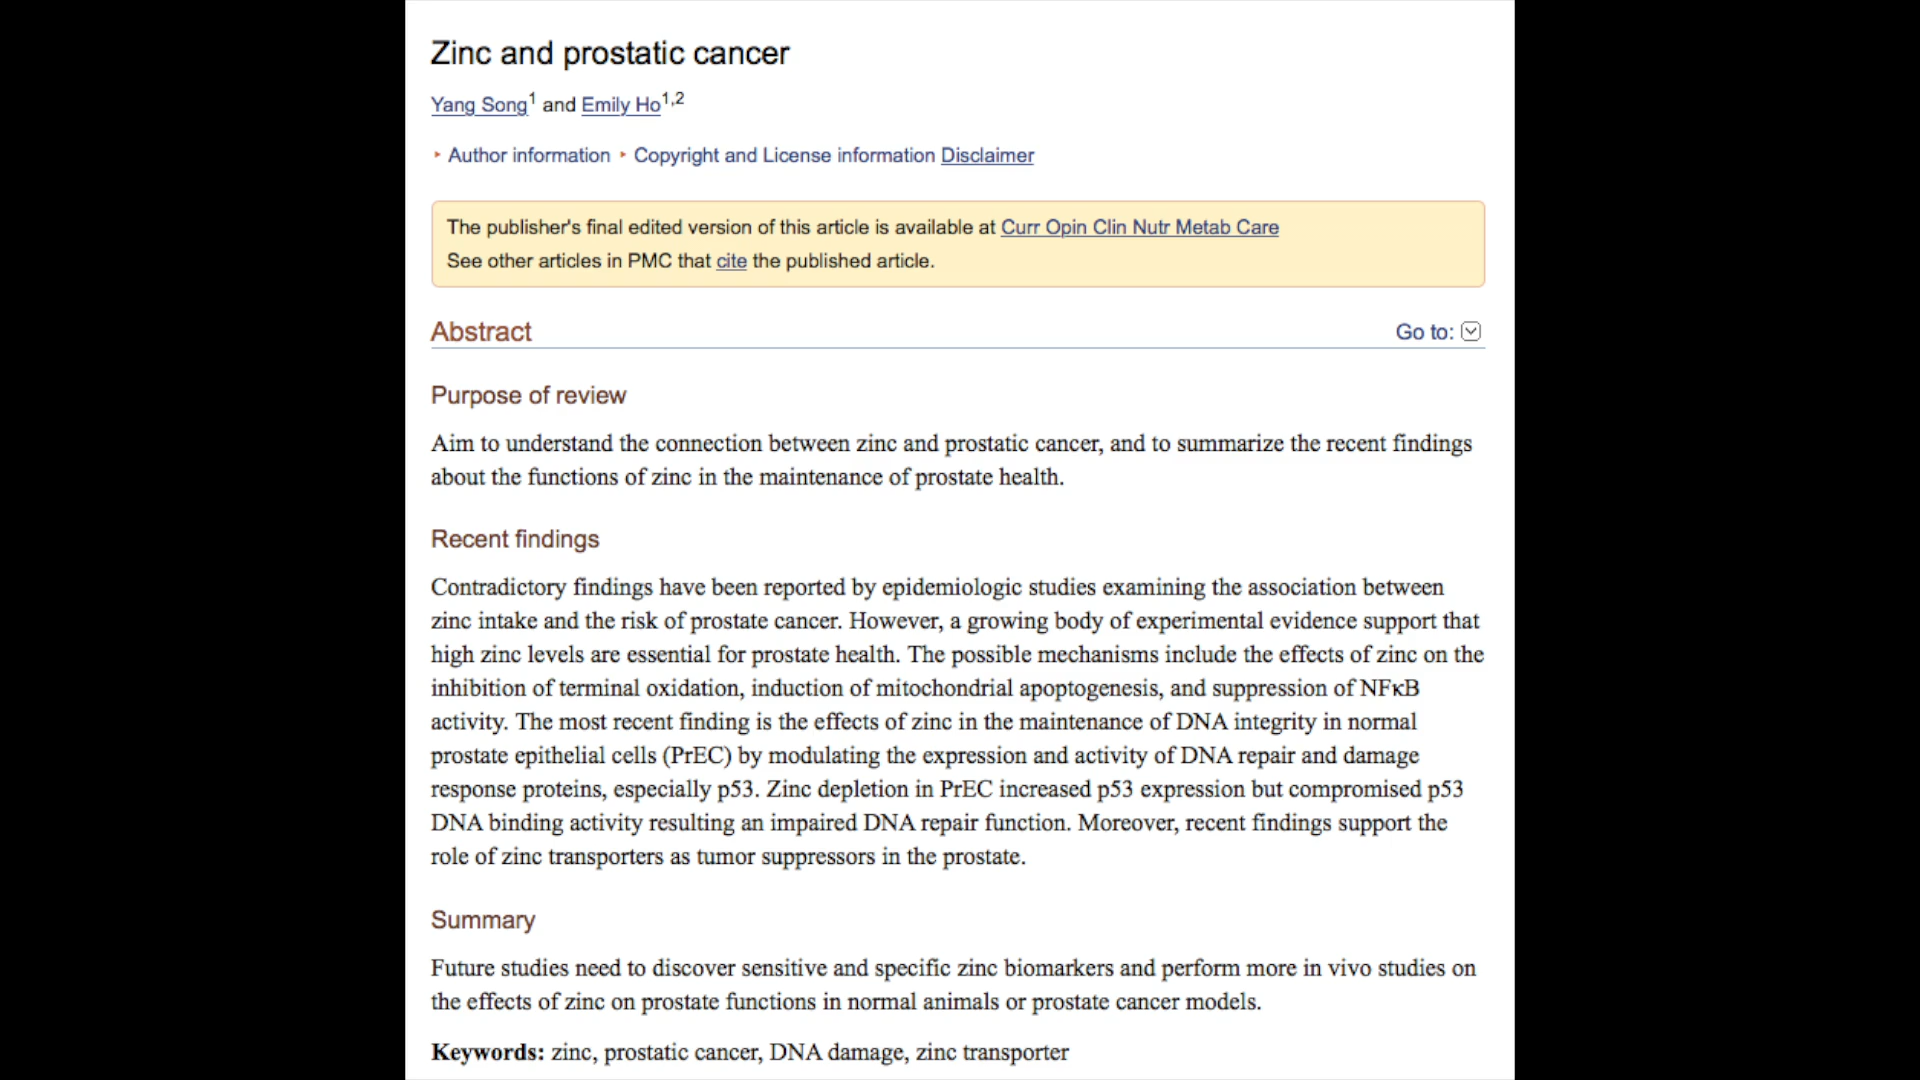 Zinc and prostatic cancer
Yang Song1 and Emily Ho1,2
‣ Author information ‣ Copyright and License information Disclaimer
The publisher's final edited version of this article is available at Curr Opin Clin Nutr Metab Care
See other articles in PMC that cite the published article.
Abstract
Go to:
Purpose of review
Aim to understand the connection between zinc and prostatic cancer, and to summarize the recent findings
about the functions of zinc in the maintenance of prostate health.
Recent findings
Contradictory findings have been reported by epidemiologic studies examining the association between
zinc intake and the risk of prostate cancer. However, a growing body of experimental evidence support that
high zinc levels are essential for prostate health. The possible mechanisms include the effects of zinc on the
inhibition of terminal oxidation, induction of mitochondrial apoptogenesis, and suppression of NFκB
activity. The most recent finding is the effects of zinc in the maintenance of DNA integrity in normal
prostate epithelial cells (PrEC) by modulating the expression and activity of DNA repair and damage
response proteins, especially p53. Zinc depletion in PrEC increased p53 expression but compromised p53
DNA binding activity resulting an impaired DNA repair function. Moreover, recent findings support the
role of zinc transporters as tumor suppressors in the prostate.
Summary
Future studies need to discover sensitive and specific zinc biomarkers and perform more in vivo studies on
the effects of zinc on prostate functions in normal animals or prostate cancer models.
Keywords: zinc, prostatic cancer, DNA damage, zinc transporter